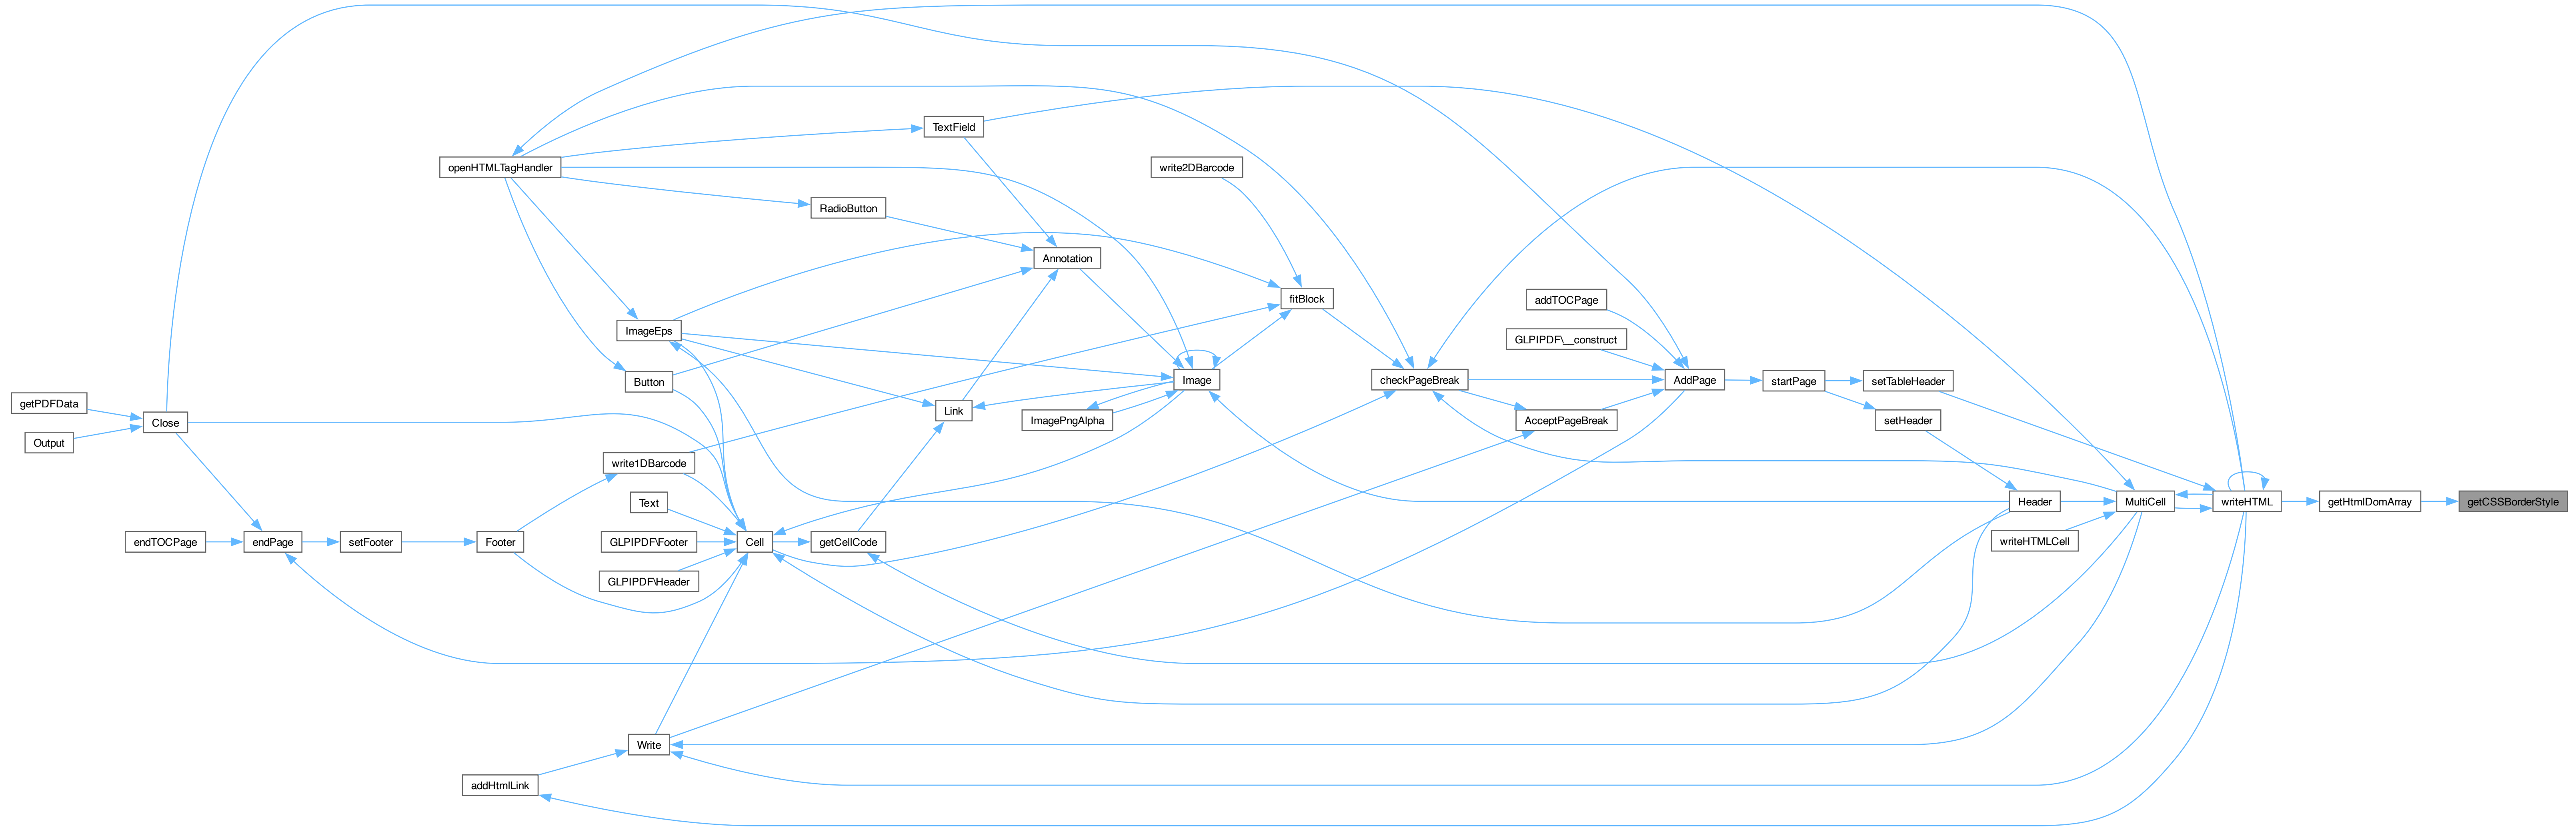 TextField
openHTMLTagHandler
write2DBarcode
RadioButton
Annotation
fitBlock
addTOCPage
ImageEps
GLPIPDF\__construct
Button
Image
checkPageBreak
AddPage
startPage
setTableHeader
getPDFData
Close
Link
ImagePngAlpha
AcceptPageBreak
setHeader
Output
write1DBarcode
Text
Header
MultiCell
writeHTML
getHtmlDomArray
getCSSBorderStyle
endTOCPage
endPage
setFooter
Footer
GLPIPDF\Footer
Cell
getCellCode
writeHTMLCell
GLPIPDF\Header
Write
addHtmlLink